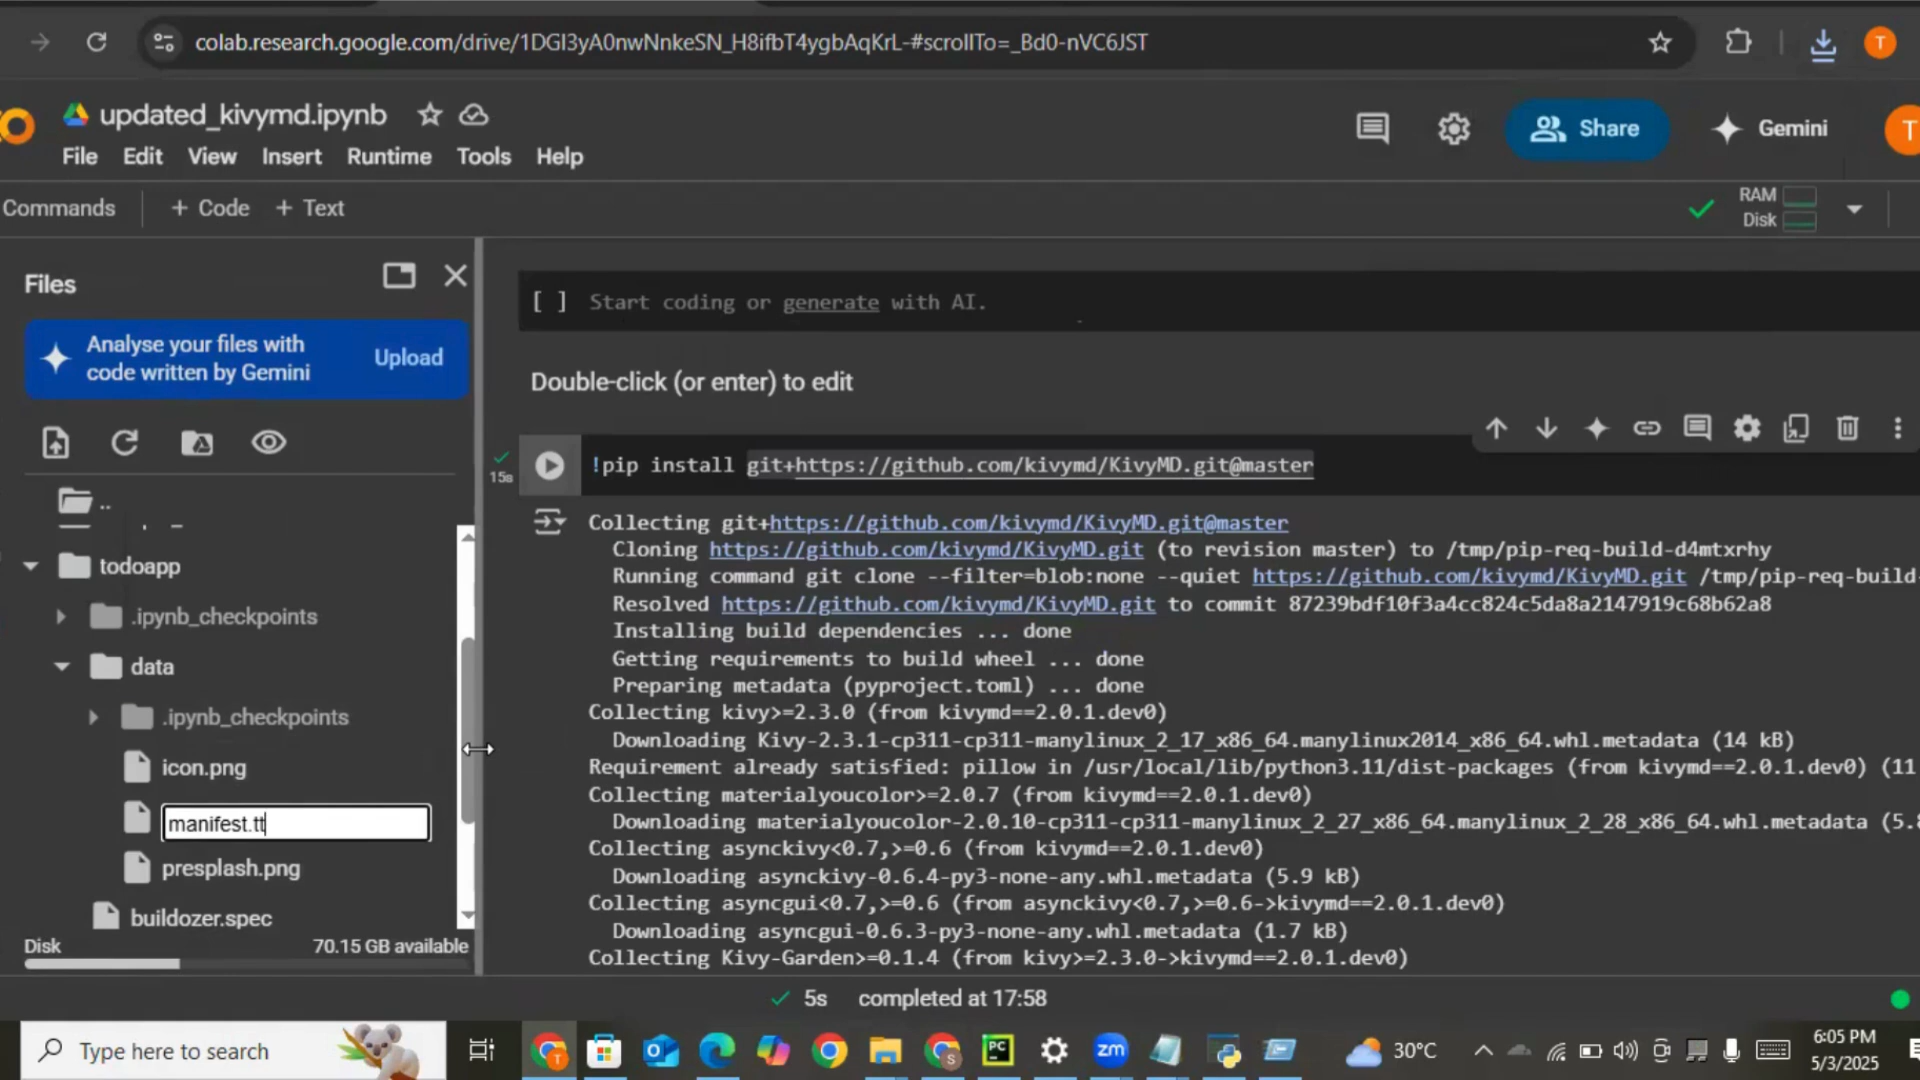 colab.research.google.com/drive/1DGI3yA0nwNnkeSN_H8ifbT4ygbAqKrL-#scrollTo=_Bd0-nVC6JST
T
updated_kivymd.ipynb
File Edit View Insert Runtime Tools Help
Share
Gemini
T
Commands
+ Code + Text
RAM
Disk
Files
Analyse your files with
code written by Gemini
Upload
..
todoapp
.ipynb_checkpoints
data
.ipynb_checkpoints
icon.png
manifest.tt
presplash.png
buildozer.spec
Disk 70.15 GB available
[ ] Start coding or generate with AI.
Double-click (or enter) to edit
15s
!pip install git+https://github.com/kivymd/KivyMD.git@master
Collecting git+https://github.com/kivymd/KivyMD.git@master
Cloning https://github.com/kivymd/KivyMD.git (to revision master) to /tmp/pip-req-build-d4mtxrhy
Running command git clone --filter=blob:none --quiet https://github.com/kivymd/KivyMD.git /tmp/pip-req-build-
Resolved https://github.com/kivymd/KivyMD.git to commit 87239bdf10f3a4cc824c5da8a2147919c68b62a8
Installing build dependencies ... done
Getting requirements to build wheel ... done
Preparing metadata (pyproject.toml) ... done
Collecting kivy>=2.3.0 (from kivymd==2.0.1.dev0)
Downloading Kivy-2.3.1-cp311-cp311-manylinux_2_17_x86_64.manylinux2014_x86_64.whl.metadata (14 kB)
Requirement already satisfied: pillow in /usr/local/lib/python3.11/dist-packages (from kivymd==2.0.1.dev0) (11
Collecting materialyoucolor>=2.0.7 (from kivymd==2.0.1.dev0)
Downloading materialyoucolor-2.0.10-cp311-cp311-manylinux_2_27_x86_64.manylinux_2_28_x86_64.whl.metadata (5.8
Collecting asynckivy<0.7,>=0.6 (from kivymd==2.0.1.dev0)
Downloading asynckivy-0.6.4-py3-none-any.whl.metadata (5.9 kB)
Collecting asyncgui<0.7,>=0.6 (from asynckivy<0.7,>=0.6->kivymd==2.0.1.dev0)
Downloading asyncgui-0.6.3-py3-none-any.whl.metadata (1.7 kB)
Collecting Kivy-Garden>=0.1.4 (from kivy>=2.3.0->kivymd==2.0.1.dev0)
5s completed at 17:58
Type here to search
T
S
PC
zm
30°C
6:05 PM
5/3/2025